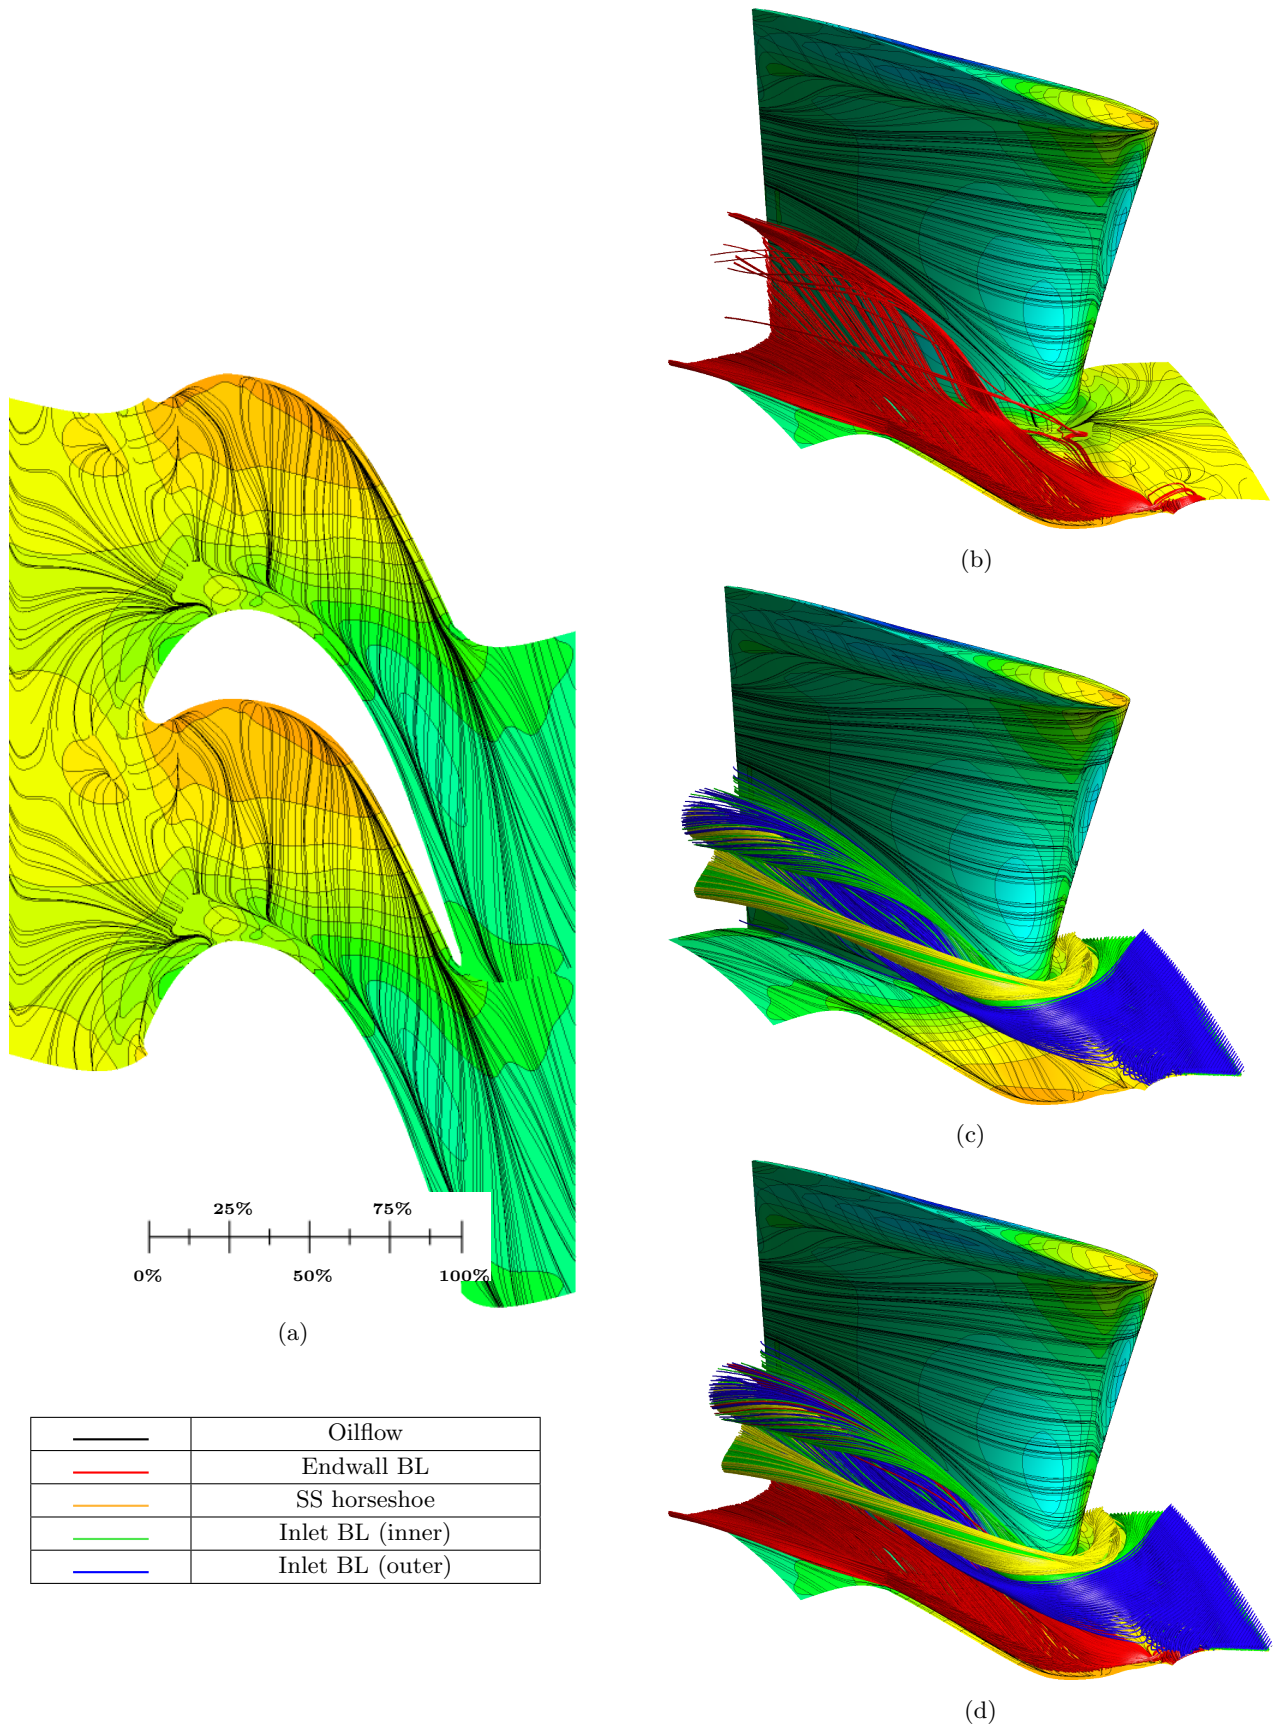 (b)
(c)
25% 75%
0% 50% 100%
(a)
Oilflow
Endwall BL
SS horseshoe
Inlet BL (inner)
Inlet BL (outer)
(d)